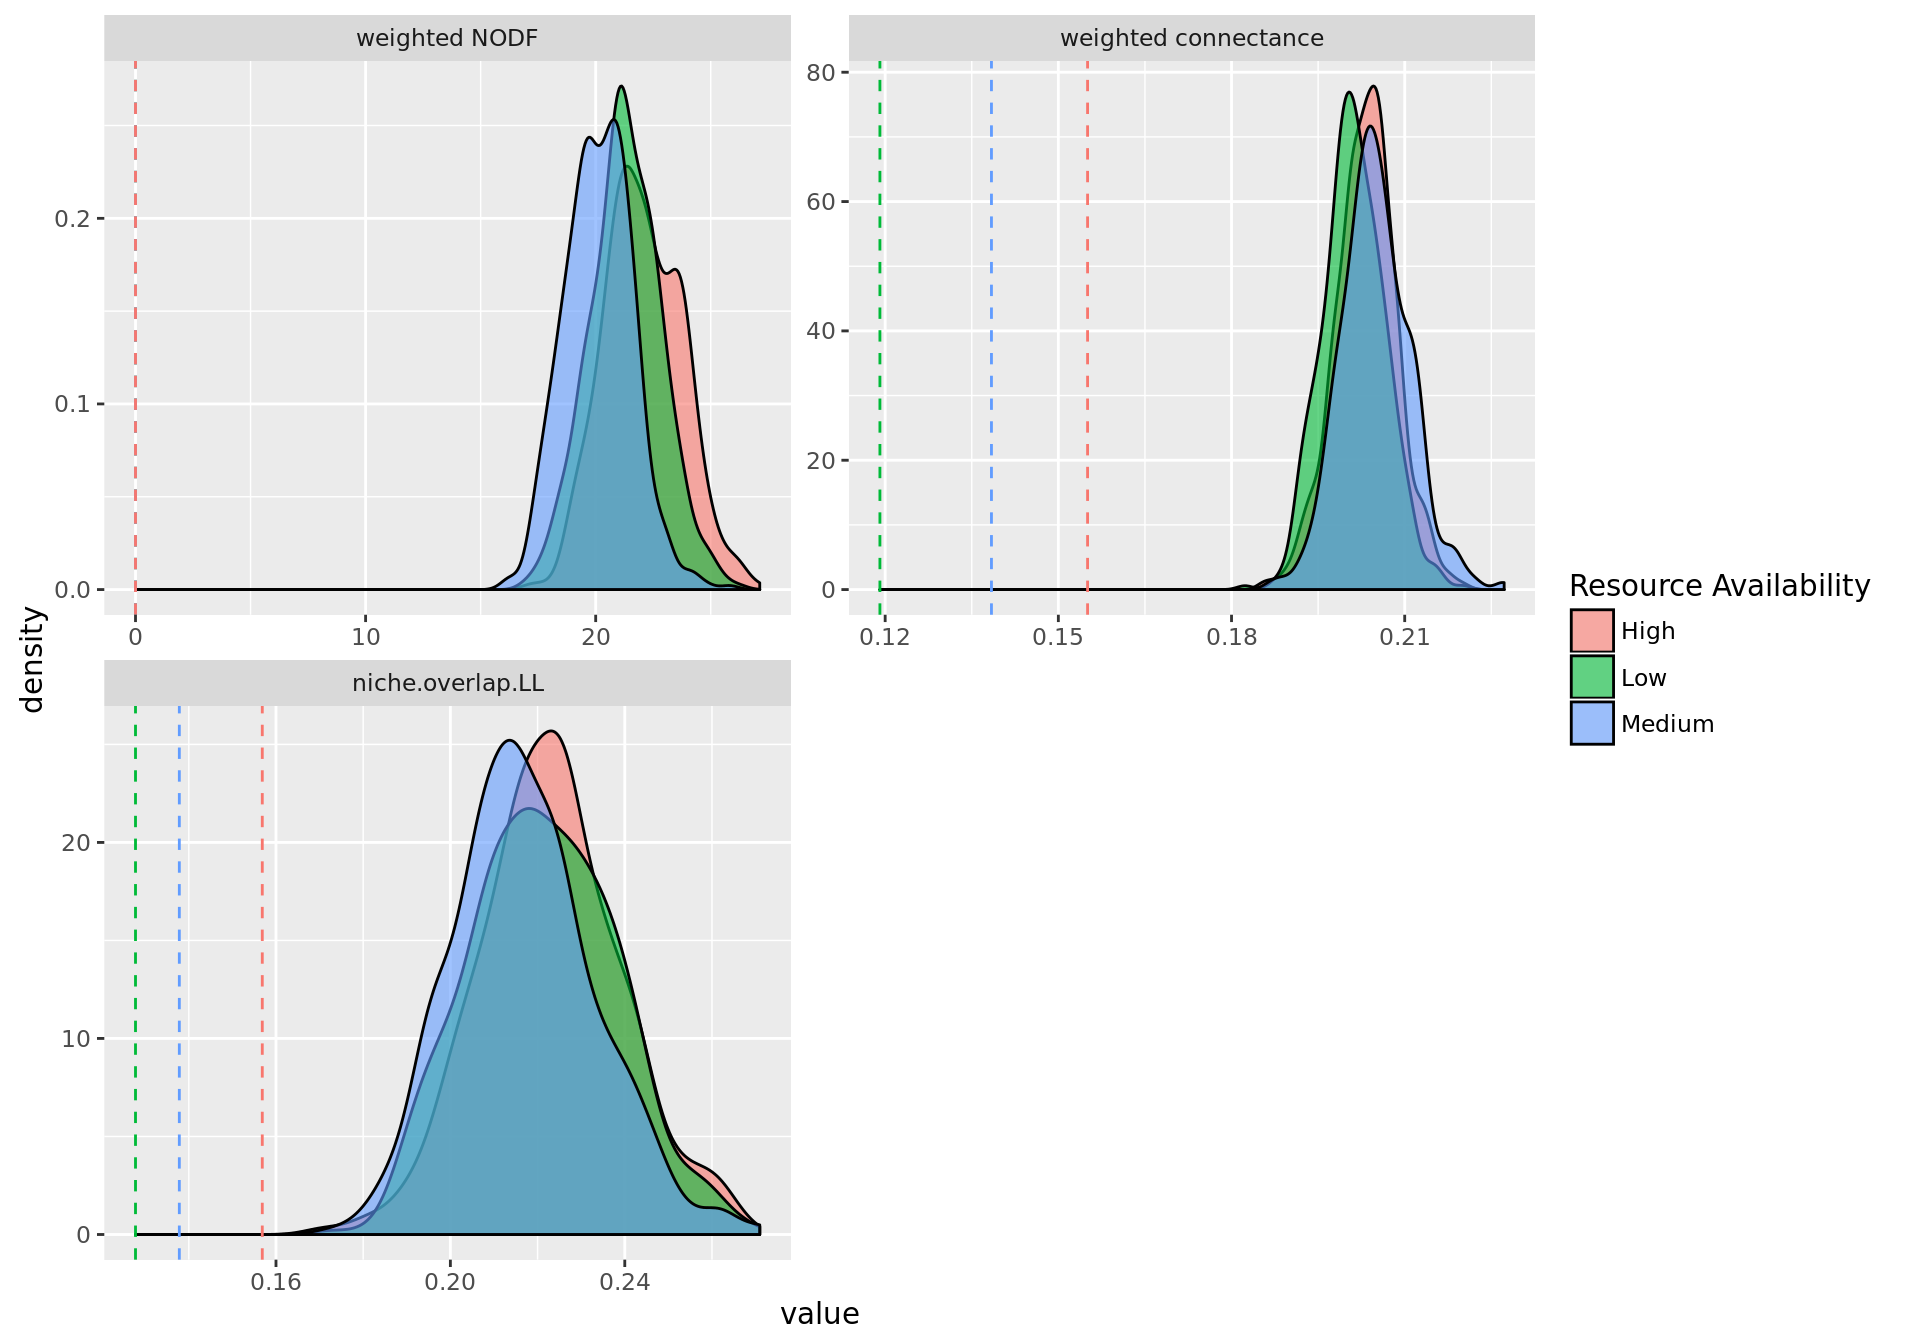 weighted NODF
weighted connectance
0.0
0.1
0.2
0
10
20
0
20
40
60
80
0.12
0.15
0.18
0.21
niche.overlap.LL
0
10
20
0.16
0.20
0.24
density
value
Resource Availability
High
Low
Medium